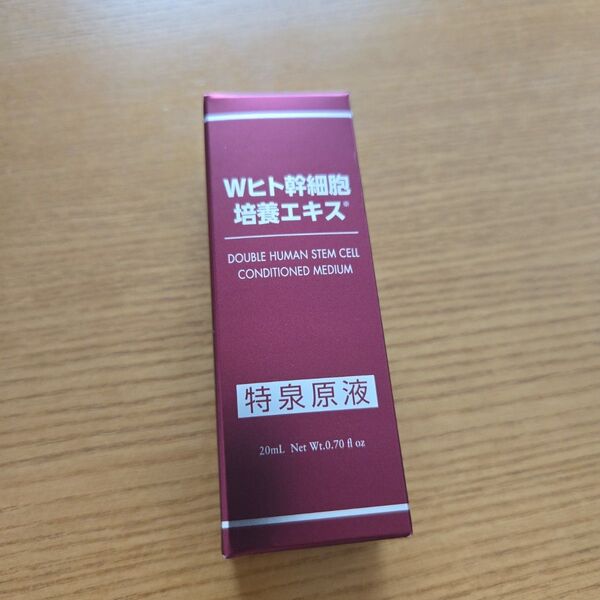 Wヒト幹細胞
培養エキス※
DOUBLE HUMAN STEM CELL
CONDITIONED MEDIUM
特泉原液
20mL Net Wt.0.70 fl oz